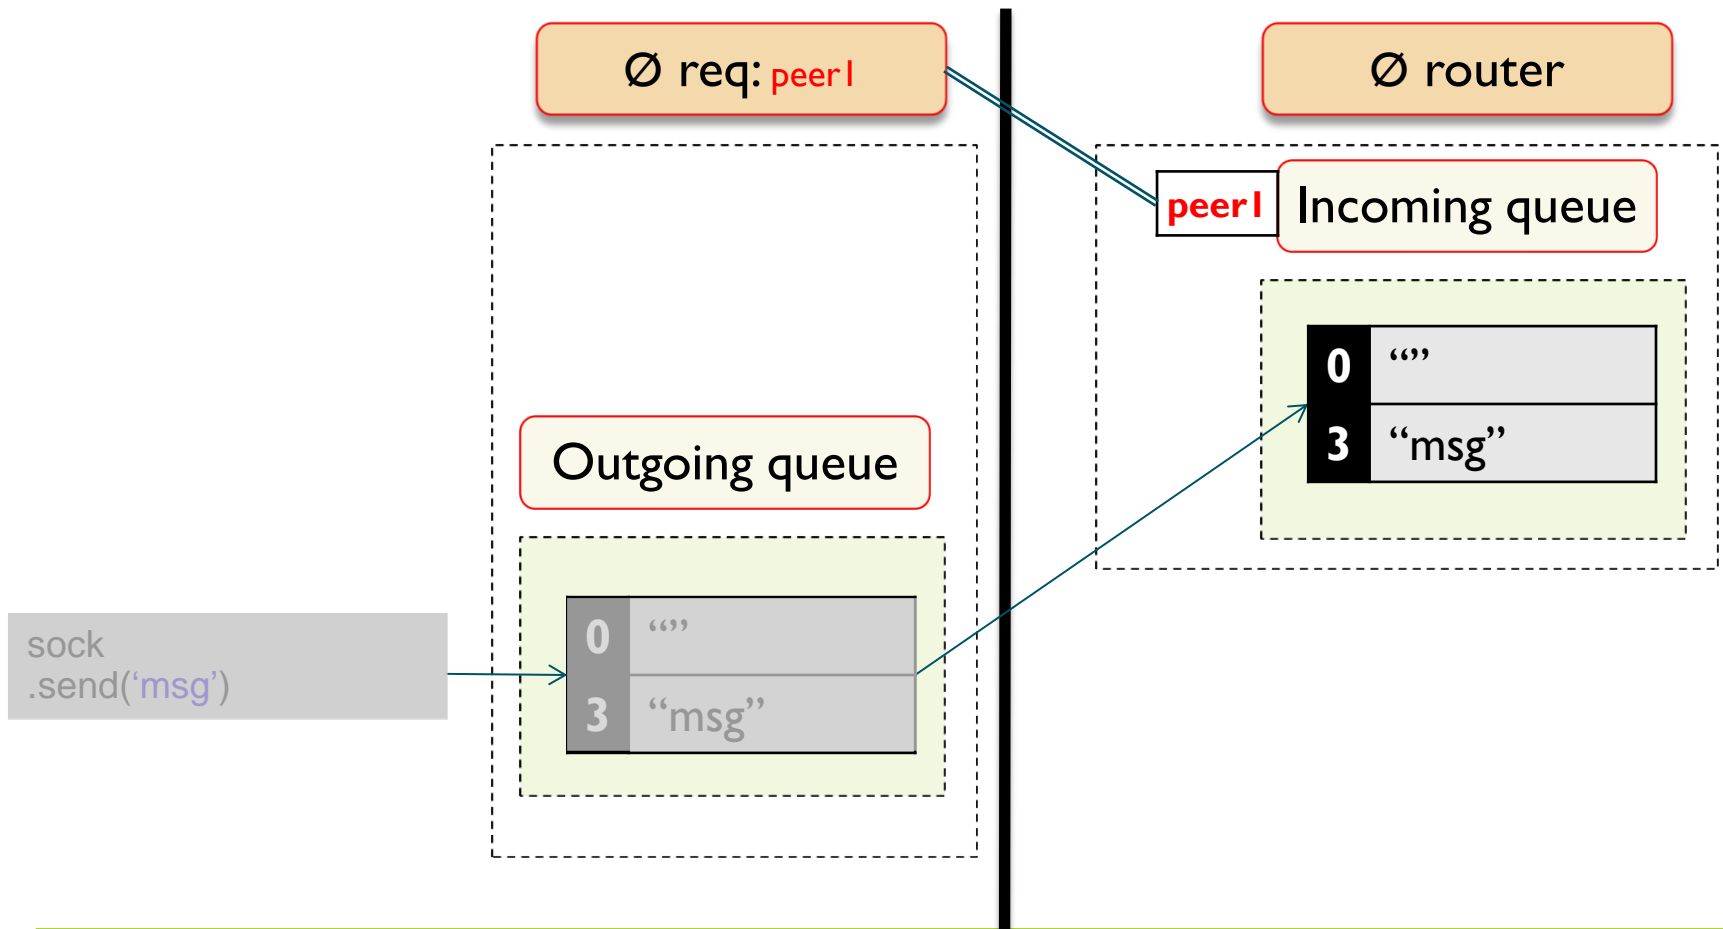 Ø req: peer1
Ø router
peer1
Incoming queue
0 “”
3 “msg”
Outgoing queue
0 “”
3 “msg”
sock
.send(‘msg’)